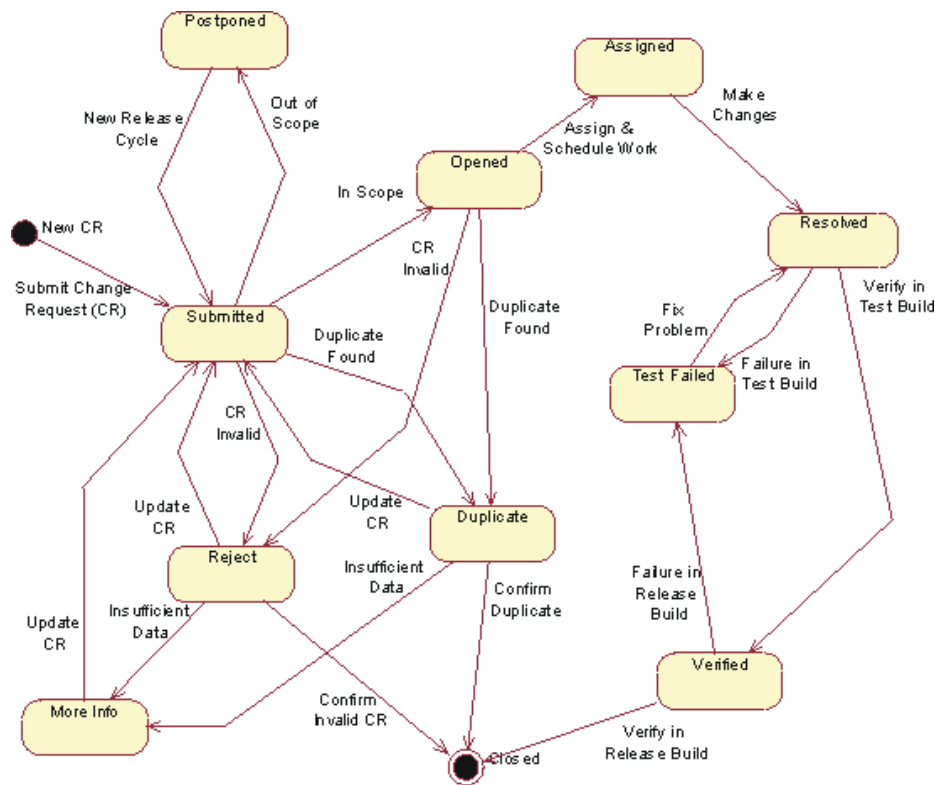 Postponed
Assigned
New Release
Cycle
Out of
Scope
Make
Changes
Assign &
Schedule Work
Opened
In Scope
New CR
Resolved
CR
Invalid
Submit Change
Request (CR)
Submitted
Verify in
Test Build
Duplicate
Found
Fix
Problem
Duplicate
Found
Failure in
Test Build
Test Failed
CR
Invalid
Update
CR
Update
CR
Duplicate
Reject
Insufficient
Data
Confirm
Duplicate
Failure in
Release
Build
Update
CR
Insufficient
Data
Verified
More Info
Confirm
Invalid CR
Closed
Verify in
Release Build